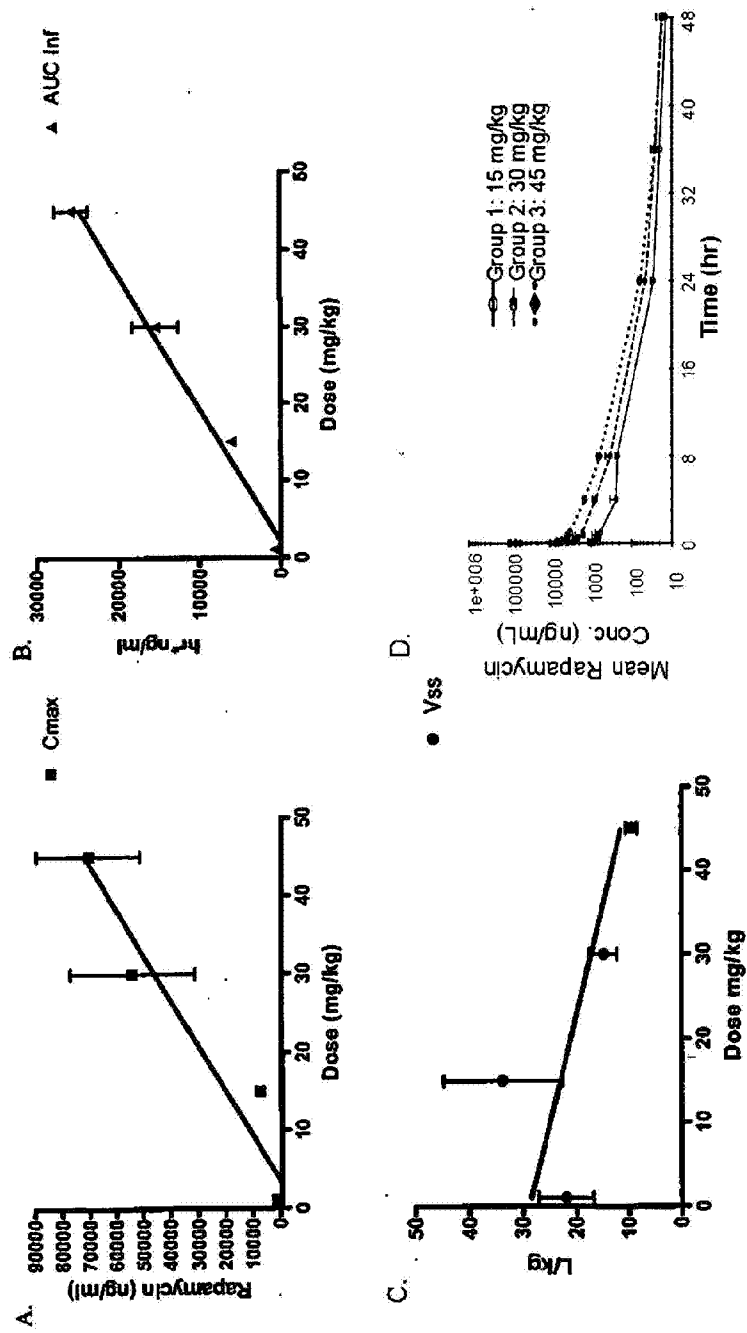 A.
Rapamycin (ng/ml)
90000
80000
70000
60000
50000
40000
30000
20000
10000
0
0
10
20
30
40
50
Dose (mg/kg)
Cmax
B.
hr*ng/ml
30000
20000
10000
0
0
10
20
30
40
50
Dose (mg/kg)
AUC Inf
C.
L/kg
50
40
30
20
10
0
0
10
20
30
40
50
Dose mg/kg
Vss
D.
Mean Rapamycin
Conc. (ng/mL)
1e+006
100000
10000
1000
100
10
0
8
16
24
32
40
48
Time (hr)
Group 1: 15 mg/kg
Group 2: 30 mg/kg
Group 3: 45 mg/kg